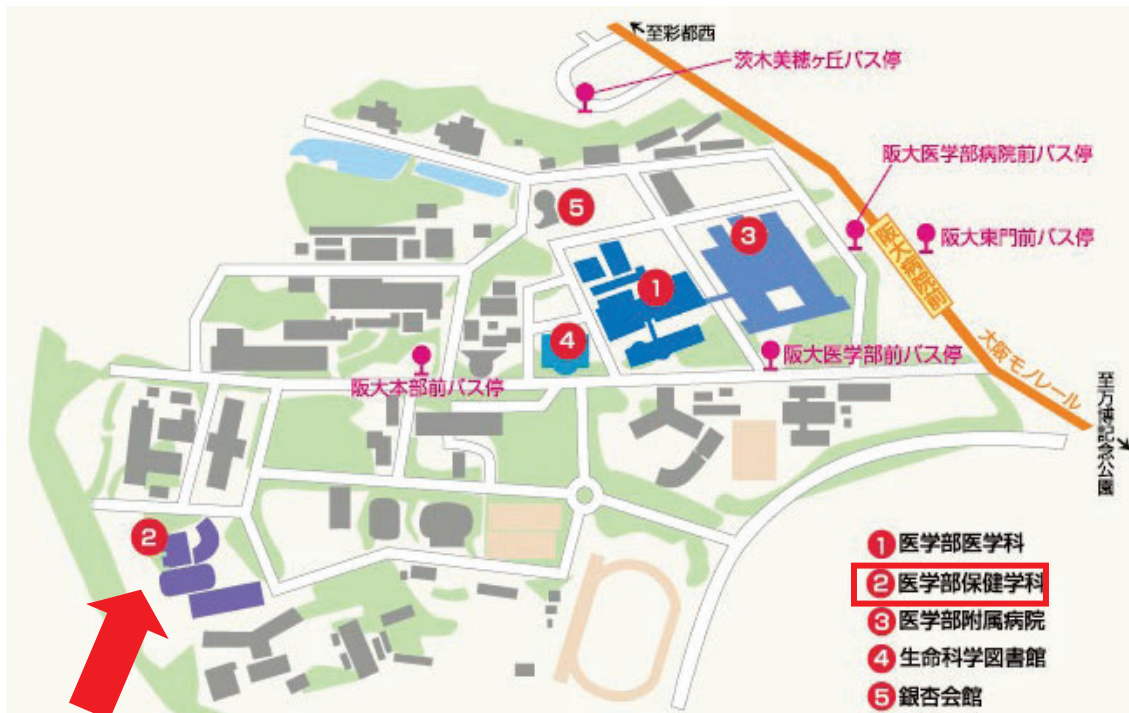 至彩都西
茨木美穂ヶ丘バス停
阪大医学部病院前バス停
阪大東門前バス停
阪大病院前
大阪モノレール
至万博記念公園
阪大医学部前バス停
阪大本部前バス停
5
3
1
4
2
1 医学部医学科
2 医学部保健学科
3 医学部附属病院
4 生命科学図書館
5 銀杏会館